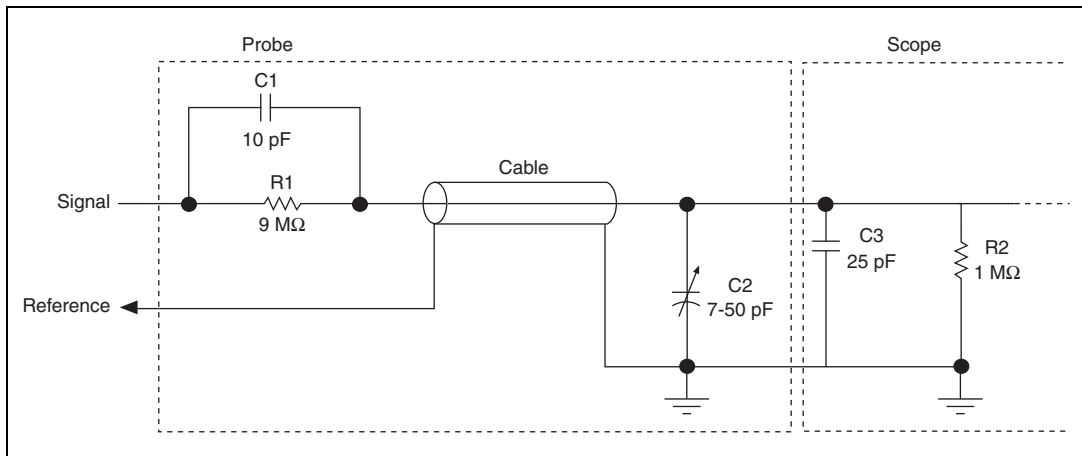 Probe
Scope
C1
10 pF
Cable
Signal
R1
9 MΩ
C3
25 pF
R2
1 MΩ
C2
7-50 pF
Reference